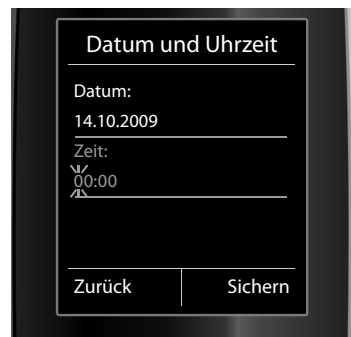 Datum und Uhrzeit
Datum:
14.10.2009
Zeit:
00:00
Zurück Sichern